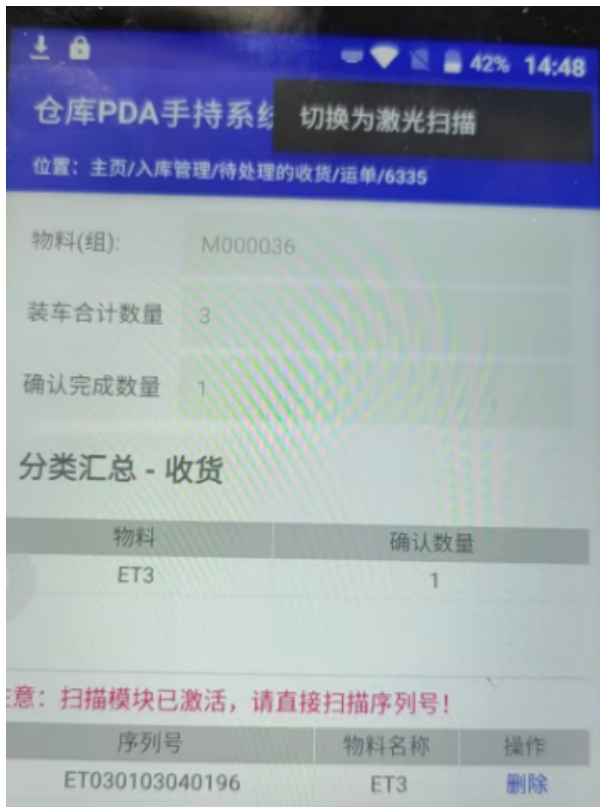 42% 14:48
仓库PDA手持系统
切换为激光扫描
位置：主页/入库管理/待处理的收货/运单/6335
物料(组): M000036
装车合计数量 3
确认完成数量 1
分类汇总 - 收货
物料 确认数量
ET3 1
意：扫描模块已激活，请直接扫描序列号！
序列号 物料名称 操作
ET030103040196 ET3 删除